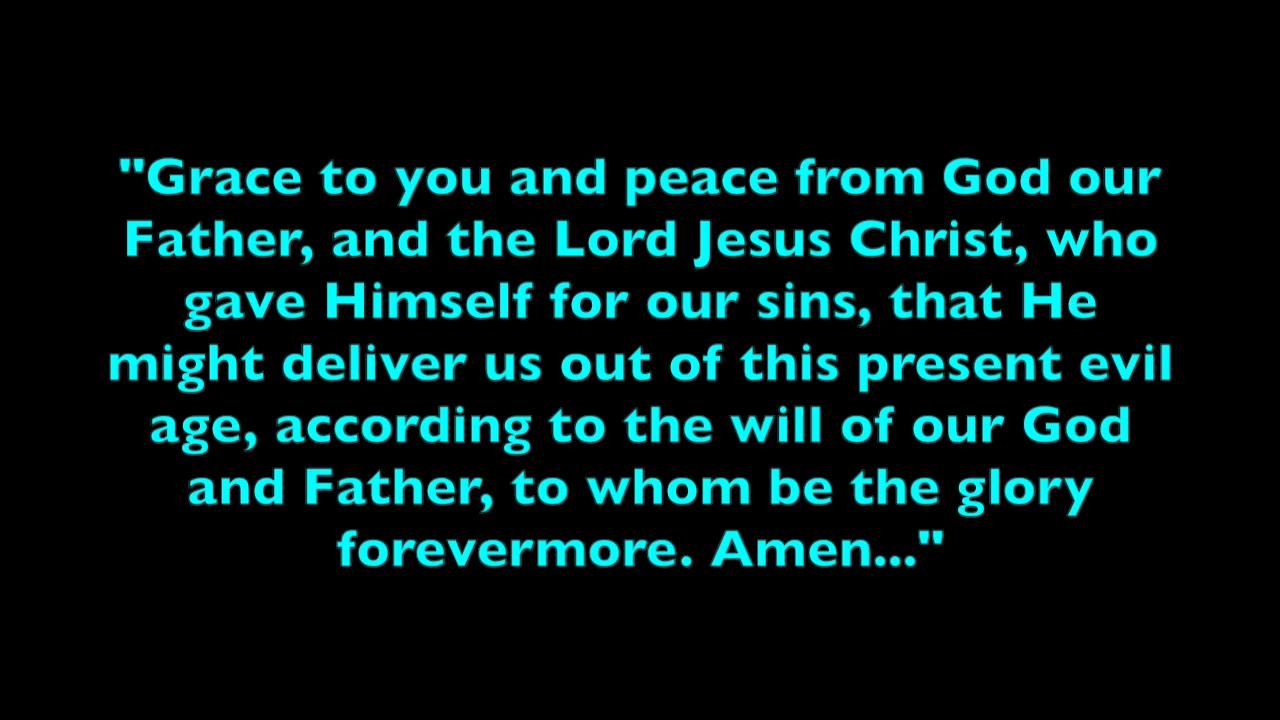 "Grace to you and peace from God our
Father, and the Lord Jesus Christ, who
gave Himself for our sins, that He
might deliver us out of this present evil
age, according to the will of our God
and Father, to whom be the glory
forevermore. Amen..."